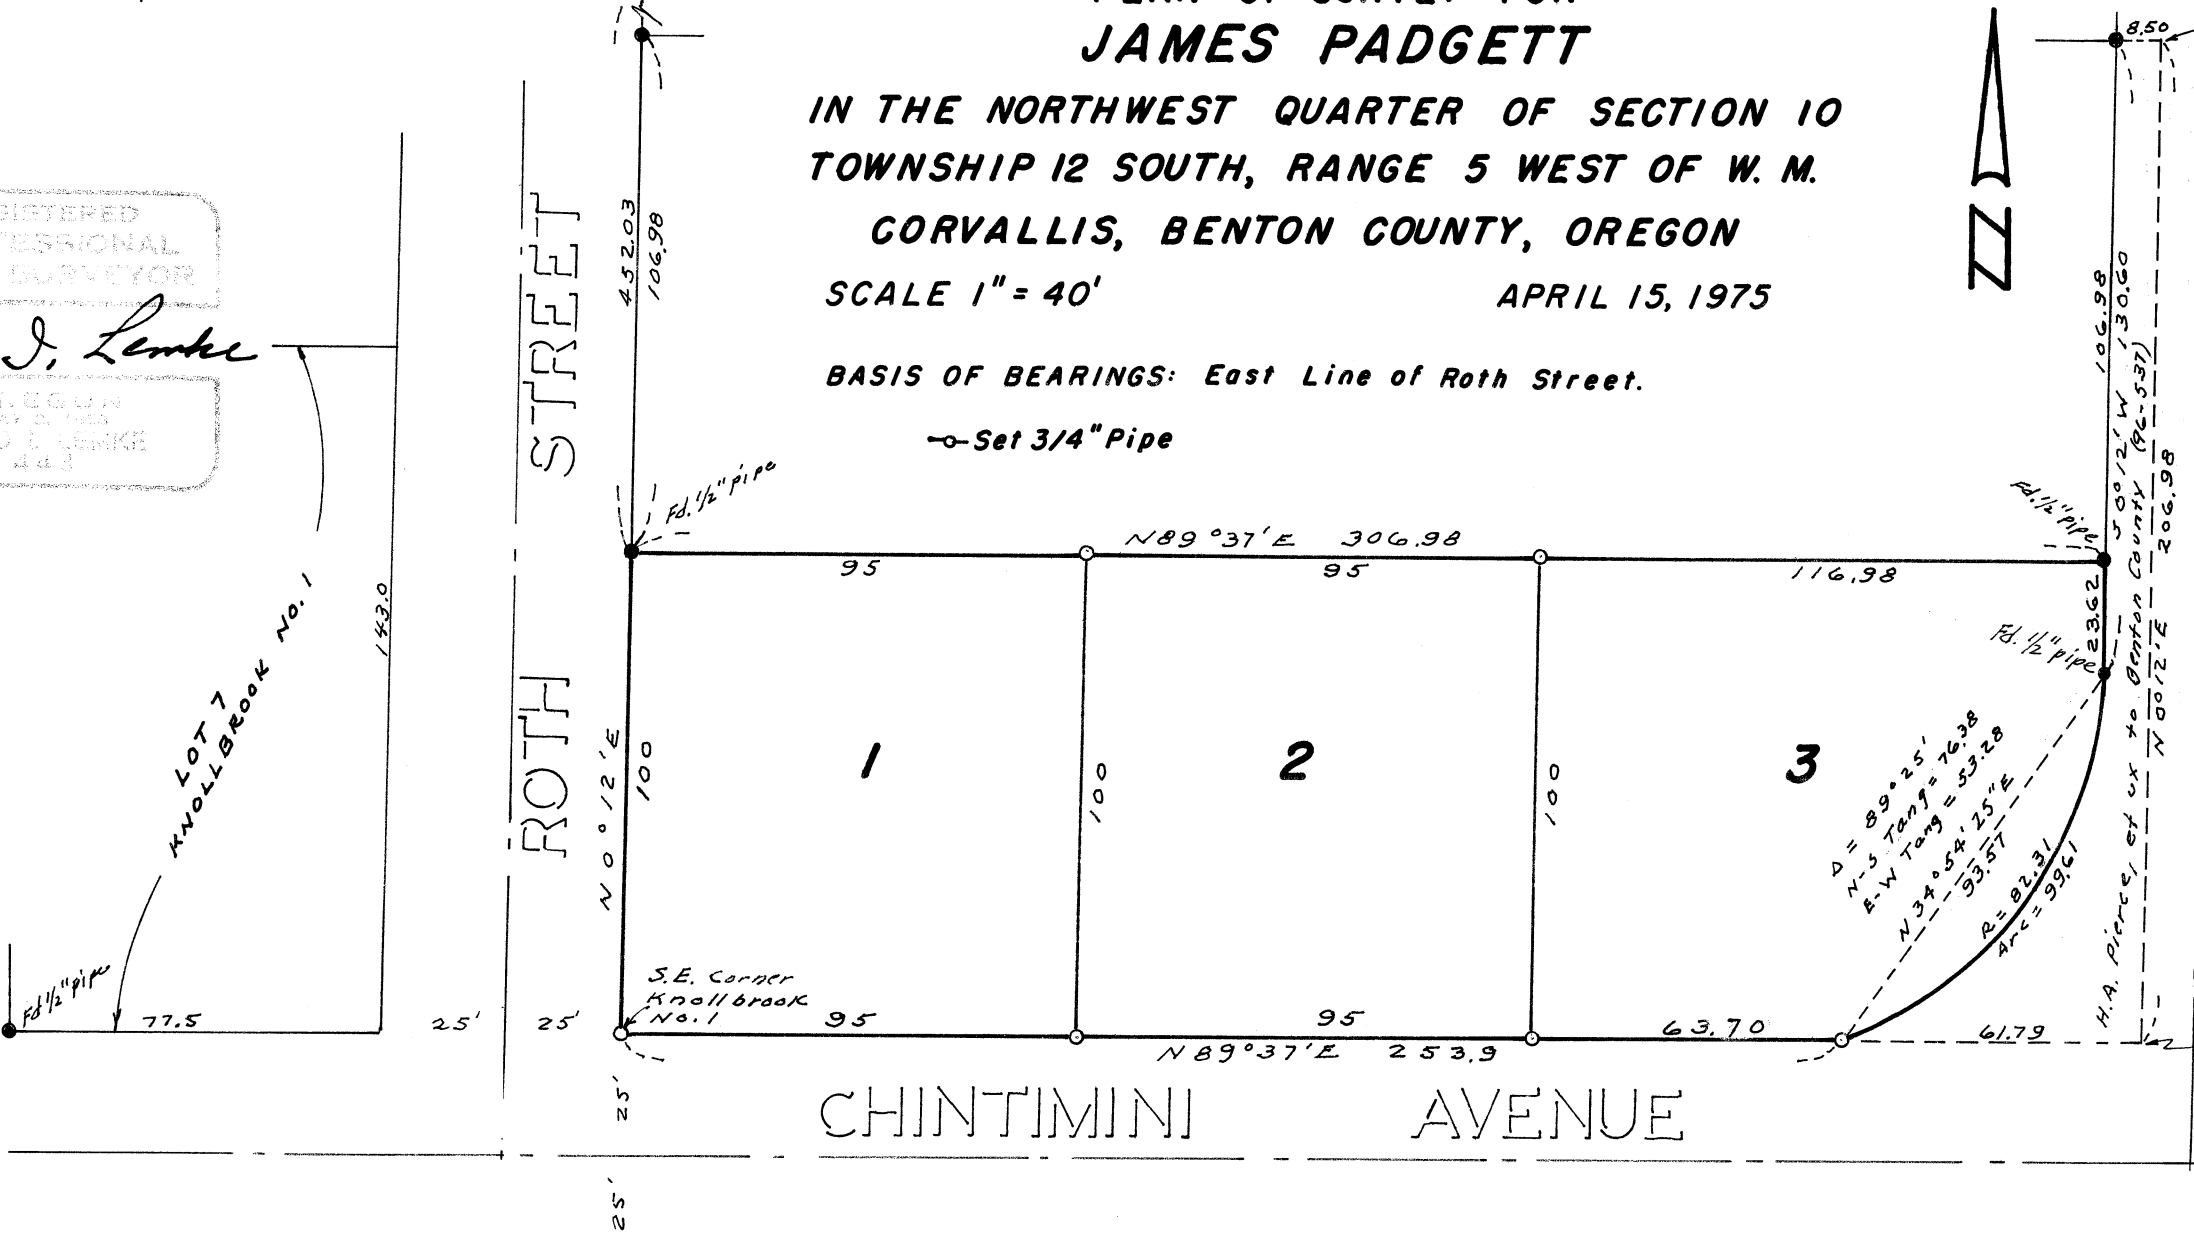 JAMES PADGETT
IN THE NORTHWEST QUARTER OF SECTION 10
TOWNSHIP 12 SOUTH, RANGE 5 WEST OF W. M.
CORVALLIS, BENTON COUNTY, OREGON
SCALE 1" = 40' APRIL 15, 1975
BASIS OF BEARINGS: East Line of Roth Street.
Set 3/4" Pipe
SURVEYOR
I. Lemke
LEMKE
443
LOT 7
KNOLLBROOK NO. 1
143.0
Fd 1/2" pipe
77.5
25'
25'
ROTH STREET
452.03
106.98
Fd. 1/2" pipe
N 0° 12' E
100
S.E. Corner
Knollbrook
No. 1
N 89° 37' E 306.98
95
95
116.98
1
100
2
100
3
95
95
63.70
N 89° 37' E 253.9
61.79
8.50
106.98
S 0° 12' W 130.60
H.A. Pierce, et ux to Benton County (96-537)
N 0° 12' E 206.98
Fd. 1/2" pipe
23.62
Fd. 1/2" pipe
Δ = 89° 25'
N-S Tang = 76.38
E-W Tang = 53.28
N 34° 54' 25" E
93.57
R = 82.31
Arc = 99.61
25'
25'
CHINTIMINI AVENUE
N